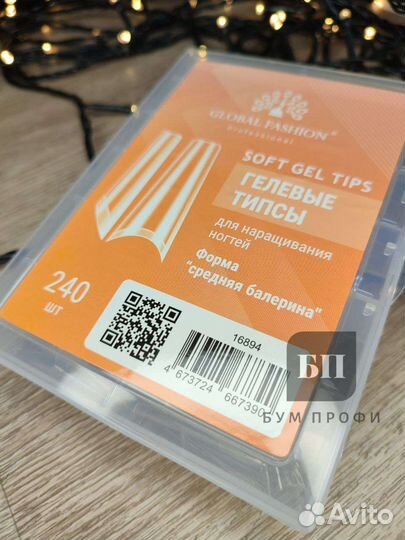 GLOBAL FASHION
Professional
SOFT GEL TIPS
ГЕЛЕВЫЕ
ТИПСЫ
для наращивания
ногтей
Форма
"средняя балерина"
240
шт
16894
4 673724 667390
БП
БУМ ПРОФИ
Avito